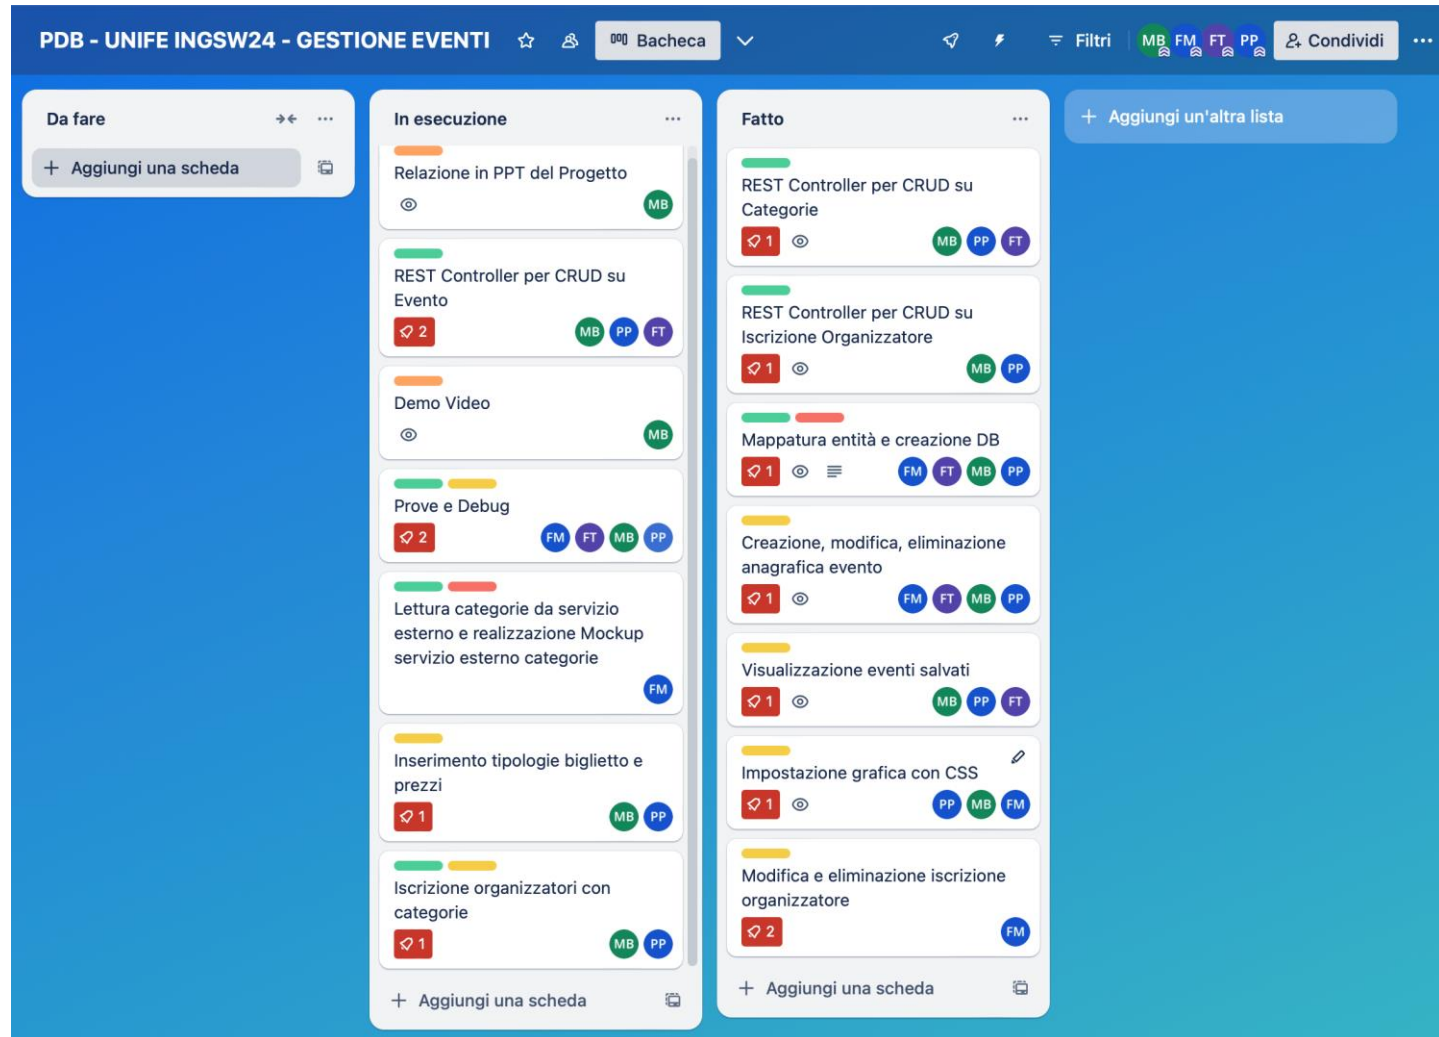 PDB - UNIFE INGSW24 - GESTIONE EVENTI
Bacheca
Filtri
MB FM FT PP
Condividi
Da fare
Aggiungi una scheda
In esecuzione
Relazione in PPT del Progetto
MB
REST Controller per CRUD su
Evento
2
MB PP FT
Demo Video
MB
Prove e Debug
2
FM FT MB PP
Lettura categorie da servizio
esterno e realizzazione Mockup
servizio esterno categorie
FM
Inserimento tipologie biglietto e
prezzi
1
MB PP
Iscrizione organizzatori con
categorie
1
MB PP
+ Aggiungi una scheda
Fatto
REST Controller per CRUD su
Categorie
1
MB PP FT
REST Controller per CRUD su
Iscrizione Organizzatore
1
MB PP
Mappatura entità e creazione DB
1
FM FT MB PP
Creazione, modifica, eliminazione
anagrafica evento
1
FM FT MB PP
Visualizzazione eventi salvati
1
MB PP FT
Impostazione grafica con CSS
1
PP MB FM
Modifica e eliminazione iscrizione
organizzatore
2
FM
+ Aggiungi una scheda
+ Aggiungi un'altra lista